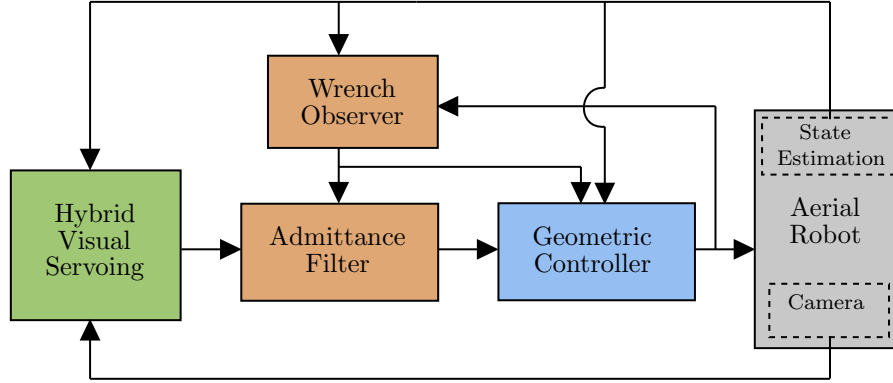 Wrench
Observer
State
Estimation
Hybrid
Visual
Servoing
Admittance
Filter
Geometric
Controller
Aerial
Robot
Camera